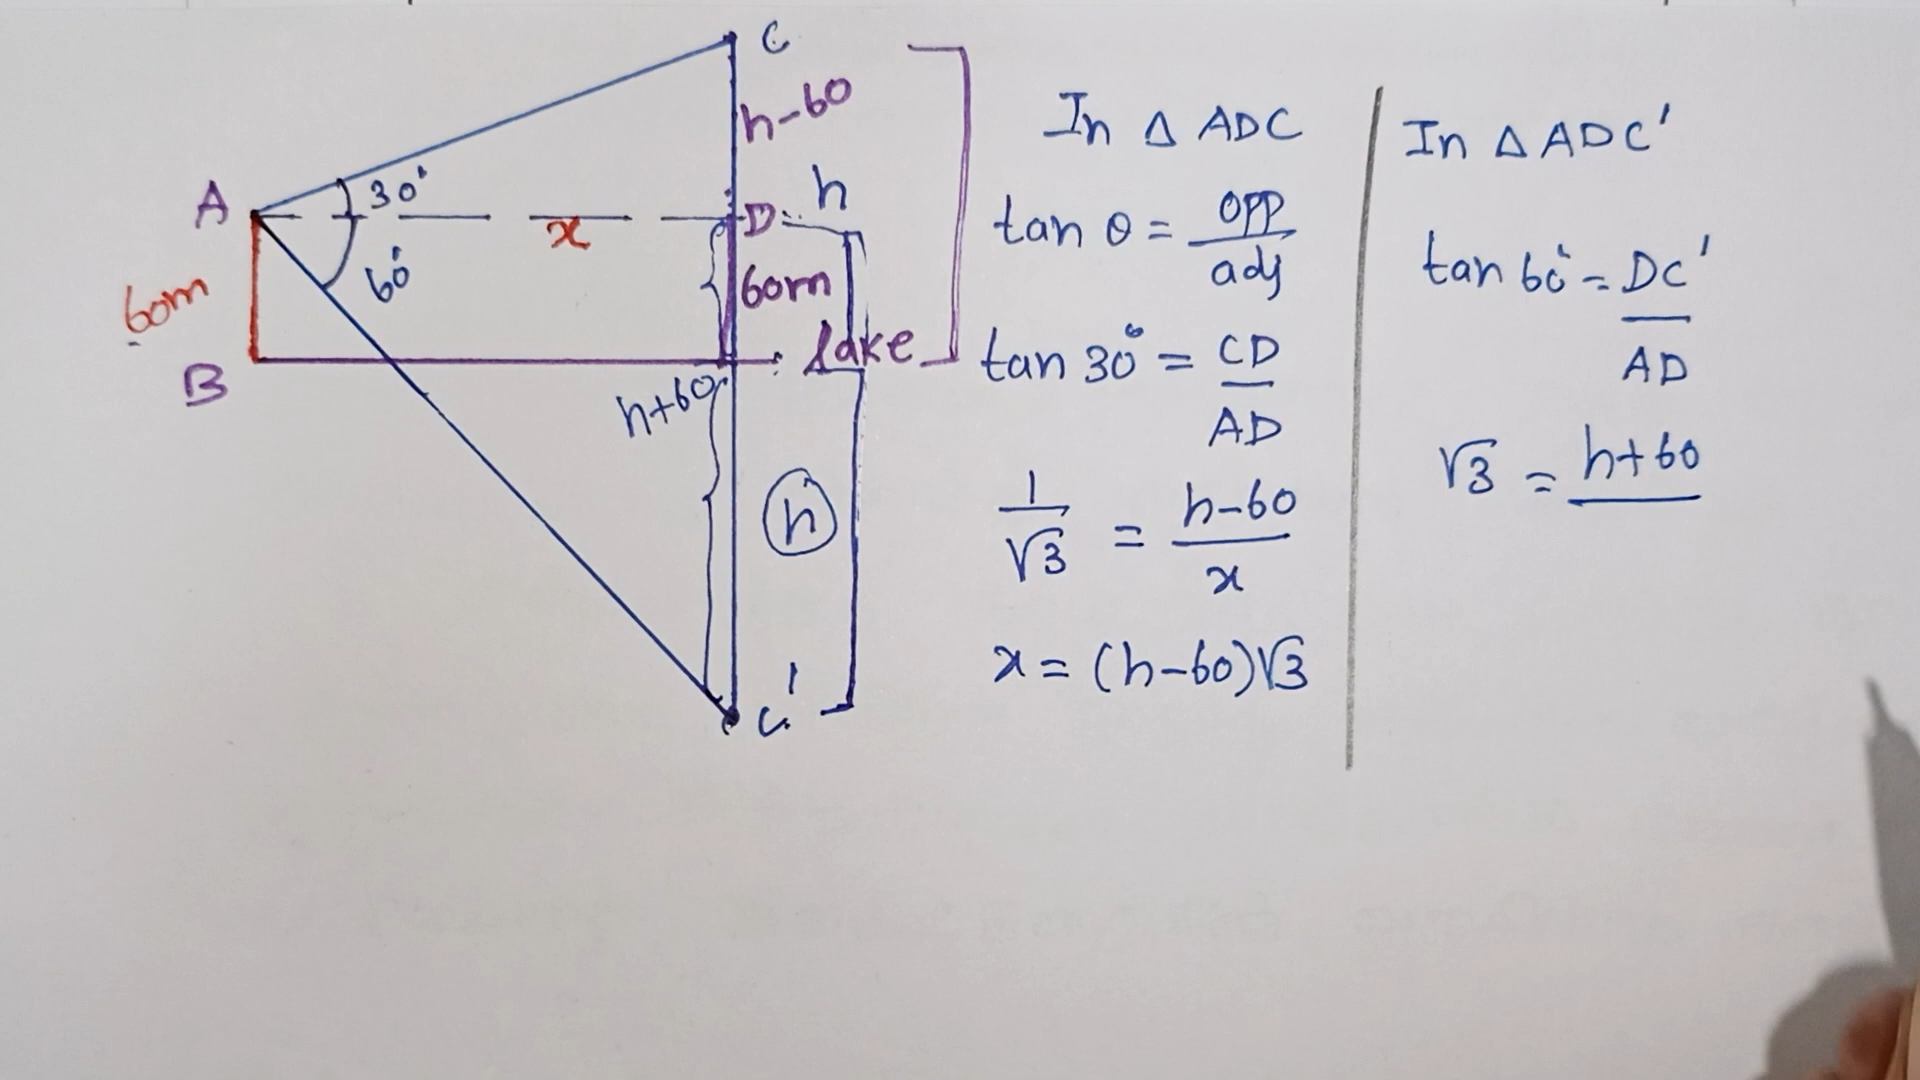 C
h-60
A
30°
D
h
x
60°
60m
60m
lake
B
h+60
h
C'
In △ ADC
tan θ = opp
adj
tan 30° = CD
AD
1
√3 = h-60
x
x = (h-60)√3
In △ ADC'
tan 60° = DC'
AD
√3 = h+60